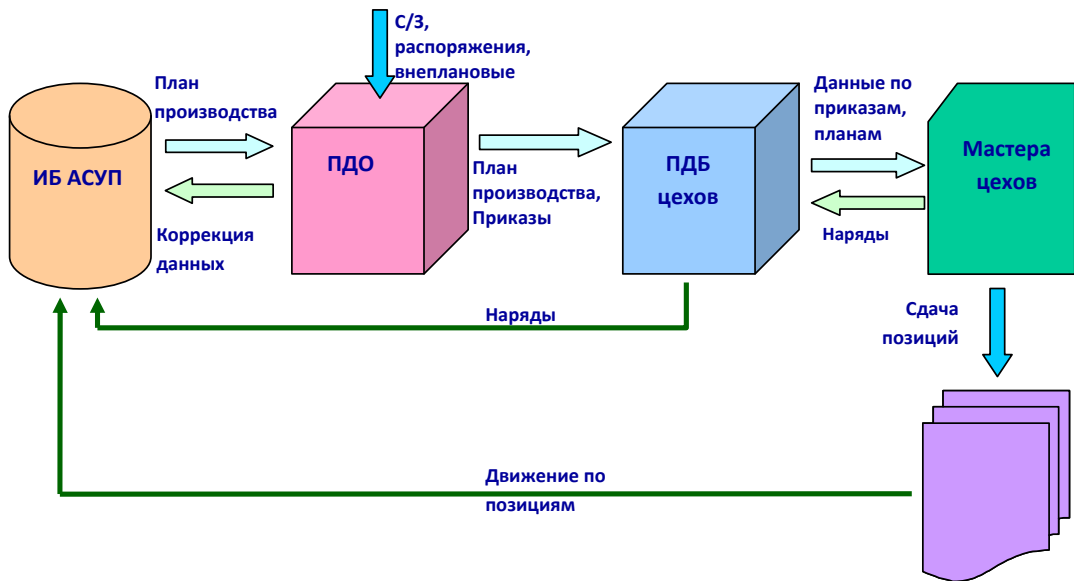 С/З,
распоряжения,
внеплановые
План
производства
Данные по
приказам,
планам
ИБ АСУП
ПДО
ПДБ
цехов
Мастера
цехов
План
производства,
Приказы
Коррекция
данных
Наряды
Наряды
Сдача
позиций
Движение по
позициям